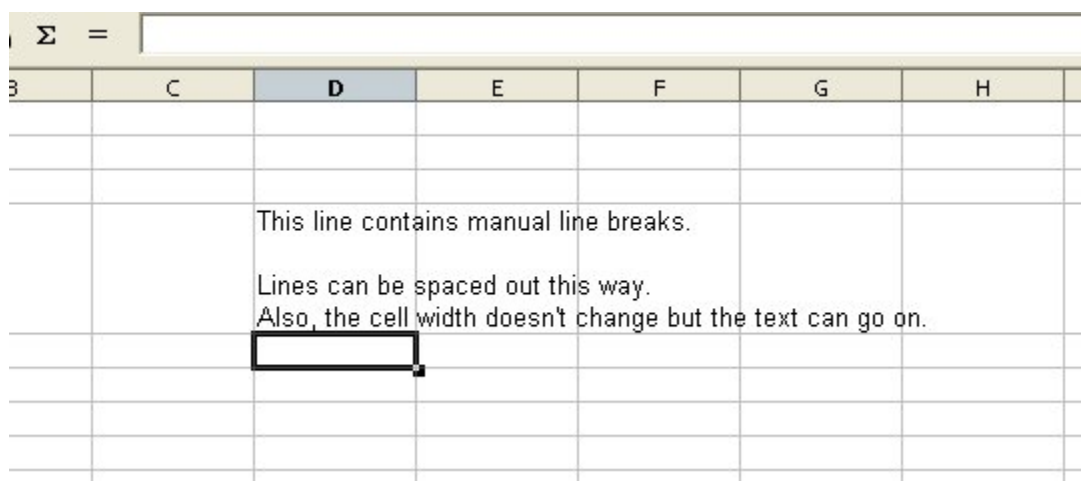 Σ =
B C D E F G H
This line contains manual line breaks.
Lines can be spaced out this way.
Also, the cell width doesn't change but the text can go on.